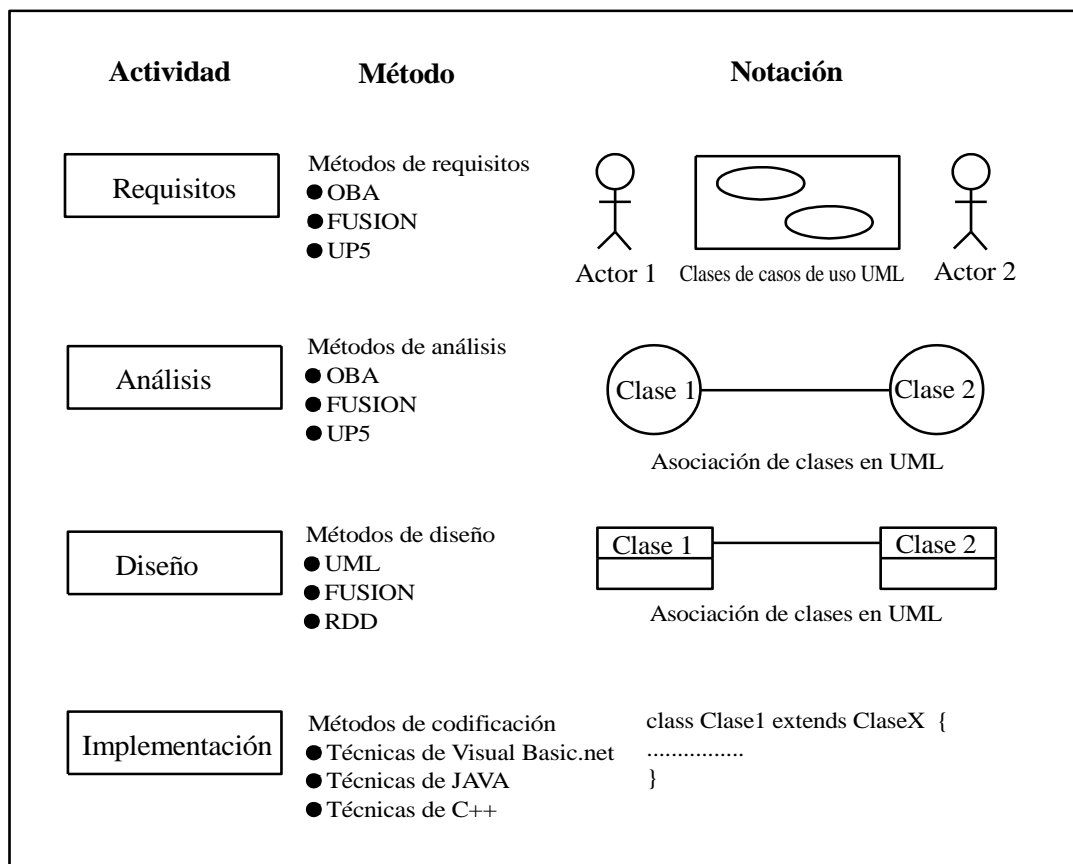 Actividad Método Notación
Requisitos
Métodos de requisitos
● OBA
● FUSION
● UP5
Actor 1 Clases de casos de uso UML Actor 2
Análisis
Métodos de análisis
● OBA
● FUSION
● UP5
Clase 1 Clase 2
Asociación de clases en UML
Diseño
Métodos de diseño
● UML
● FUSION
● RDD
Clase 1 Clase 2
Asociación de clases en UML
Implementación
Métodos de codificación
● Técnicas de Visual Basic.net
● Técnicas de JAVA
● Técnicas de C++
class Clase1 extends ClaseX {
................
}